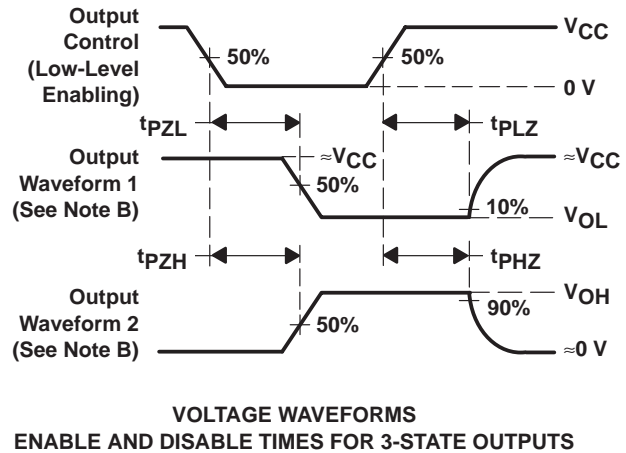 Output
Control
(Low-Level
Enabling)
50%
50%
VCC
0 V
tPZL
tPLZ
Output
Waveform 1
(See Note B)
≈VCC
50%
10%
≈VCC
VOL
tPZH
tPHZ
Output
Waveform 2
(See Note B)
50%
VOH
90%
≈0 V
VOLTAGE WAVEFORMS
ENABLE AND DISABLE TIMES FOR 3-STATE OUTPUTS